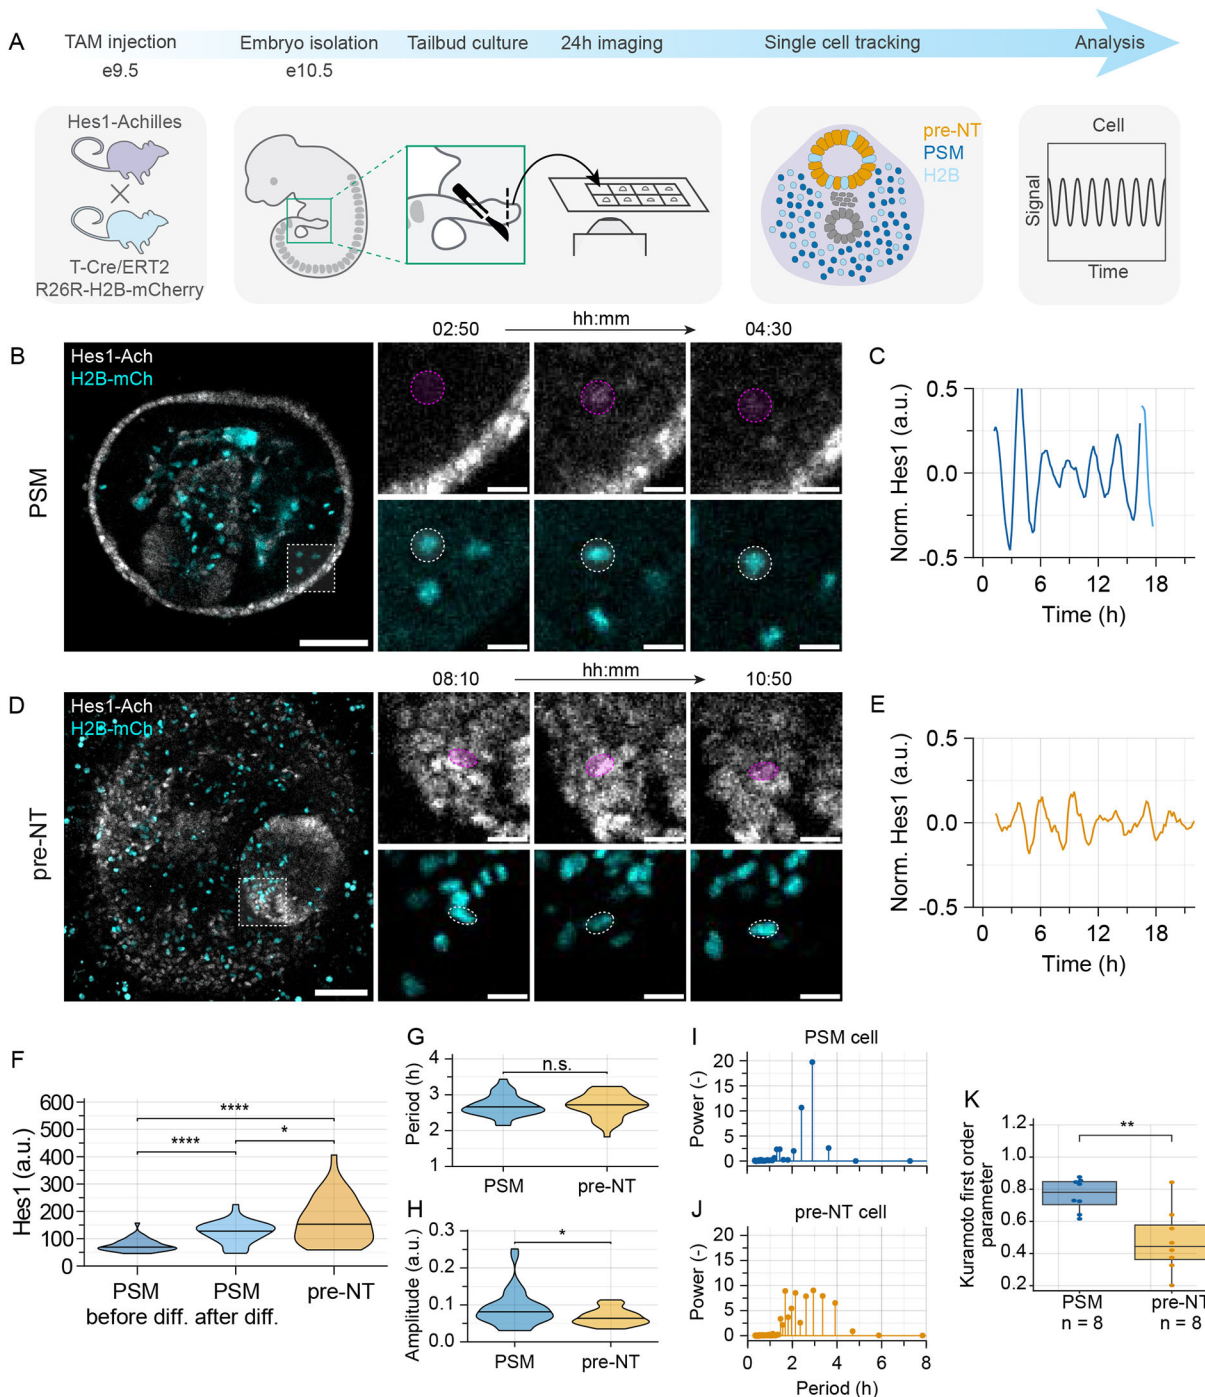 A
TAM injection
Embryo isolation
Tailbud culture
24h imaging
Single cell tracking
Analysis
e9.5
e10.5
Hes1-Achilles
T-Cre/ERT2
R26R-H2B-mCherry
pre-NT
PSM
H2B
Cell
Signal
Time
B
PSM
Hes1-Ach
H2B-mCh
02:50
hh:mm
04:30
C
Norm. Hes1 (a.u.)
0.5
0.0
-0.5
0
6
12
18
Time (h)
D
pre-NT
Hes1-Ach
H2B-mCh
08:10
hh:mm
10:50
E
Norm. Hes1 (a.u.)
0.5
0.0
-0.5
0
6
12
18
Time (h)
F
Hes1 (a.u.)
600
500
400
300
200
100
0
****
****
*
PSM
before diff.
PSM
after diff.
pre-NT
G
Period (h)
4
3
2
1
n.s.
PSM
pre-NT
H
Amplitude (a.u.)
0.3
0.2
0.1
0.0
*
PSM
pre-NT
I
PSM cell
Power (-)
20
15
10
5
0
J
pre-NT cell
Power (-)
20
15
10
5
0
0
2
4
6
8
Period (h)
K
Kuramoto first order
parameter
1.2
1.0
0.8
0.6
0.4
0.2
**
PSM
n = 8
pre-NT
n = 8